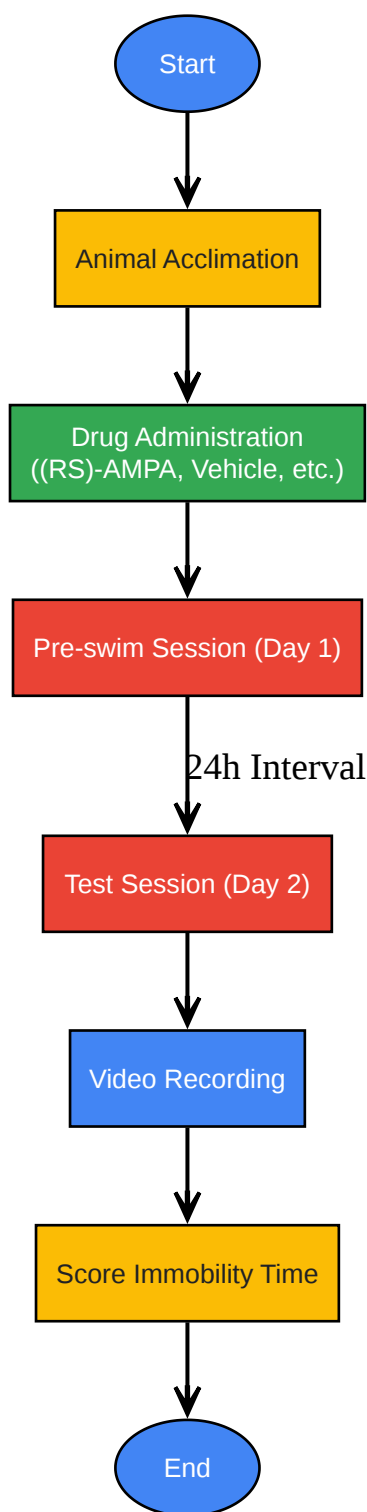 Start
Animal Acclimation
Drug Administration
((RS)-AMPA, Vehicle, etc.)
Pre-swim Session (Day 1)
24h Interval
Test Session (Day 2)
Video Recording
Score Immobility Time
End